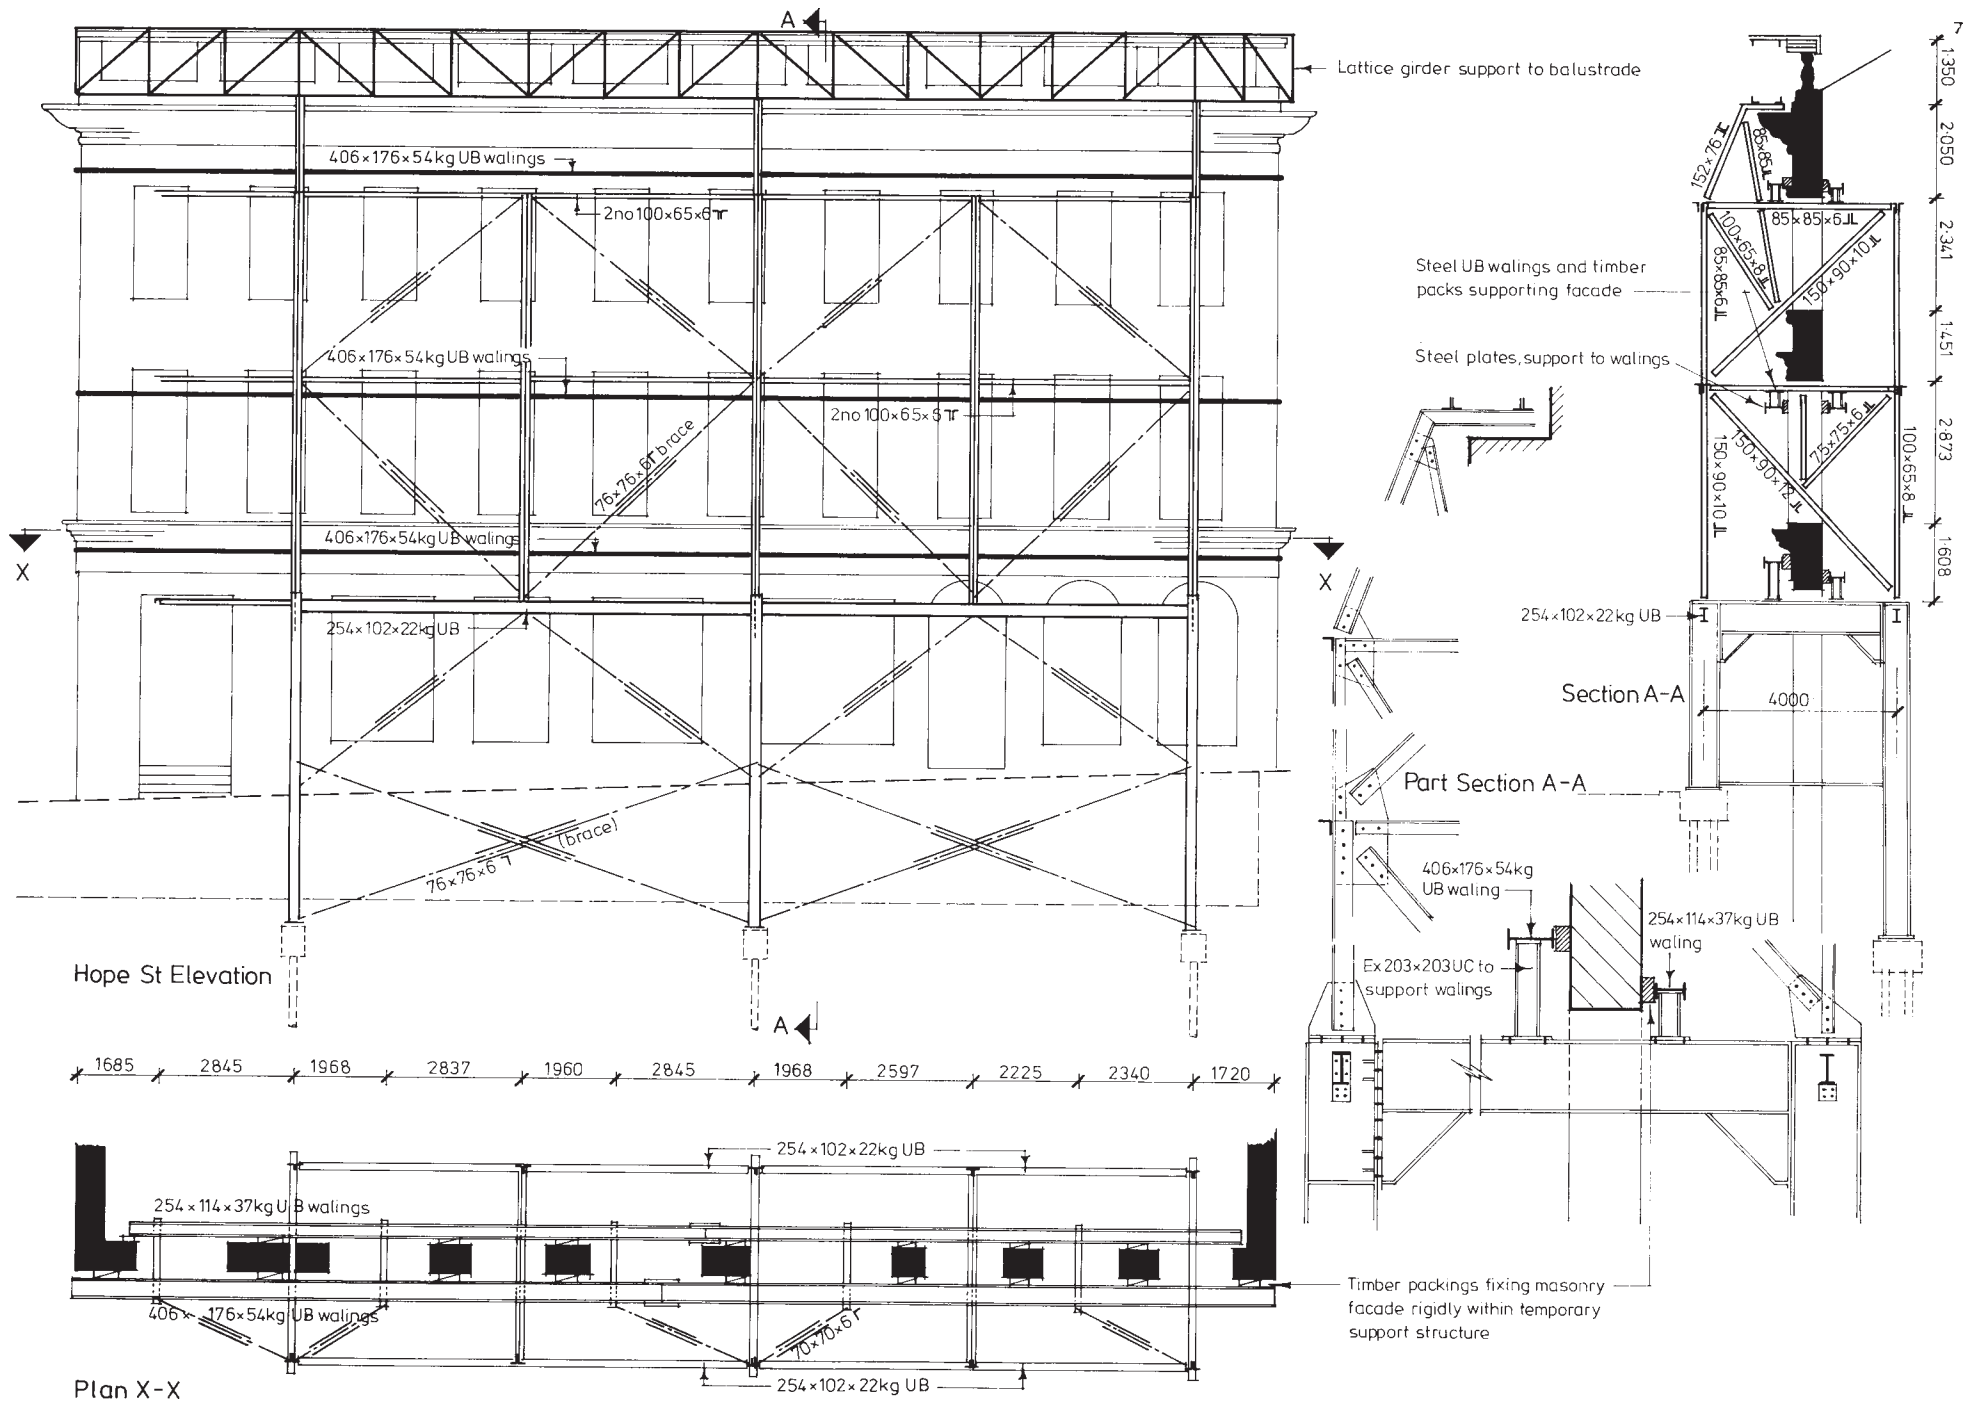 A
7
Lattice girder support to balustrade
406×176×54kg UB walings
2no 100×65×6
406×176×54kg UB walings
2no 100×65×6
76×76×6 brace
X
406×176×54kg UB walings
X
254×102×22kg UB
76×76×6
(brace)
Hope St Elevation
A
1685
2845
1968
2837
1960
2845
1968
2597
2225
2340
1720
254×102×22kg UB
254×114×37kg UB walings
406×176×54kg UB walings
70×70×6
254×102×22kg UB
Plan X-X
1·350
2·050
2·341
1·451
2·873
1·608
152×76
85×85
85×85×6
100×65×8
85×85×6
150×90×10
Steel UB walings and timber
packs supporting facade
Steel plates, support to walings
150×90×12
75×75×6
150×90×10
100×65×8
254×102×22kg UB
Section A-A
4000
Part Section A-A
406×176×54kg
UB waling
254×114×37kg UB
waling
Ex 203×203UC to
support walings
Timber packings fixing masonry
facade rigidly within temporary
support structure